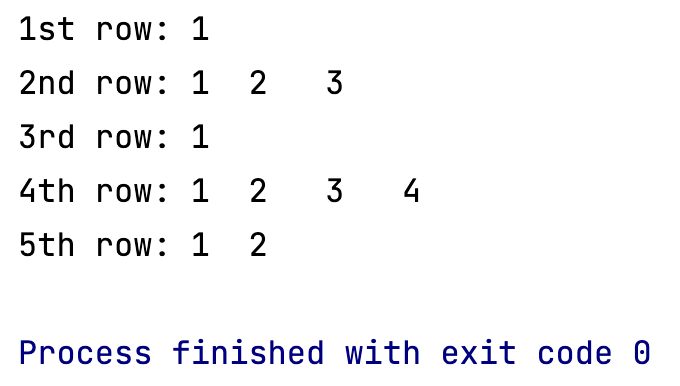 1st row: 1
2nd row: 1  2   3
3rd row: 1
4th row: 1  2   3   4
5th row: 1  2
Process finished with exit code 0